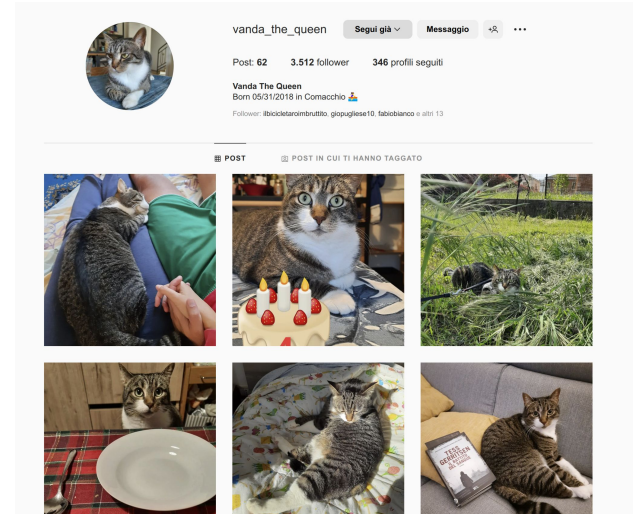 vanda_the_queen Segui già Messaggio
Post: 62 3.512 follower 346 profili seguiti
Vanda The Queen
Born 05/31/2018 in Comacchio
Follower: ilbicicletaroimbruttito, giopugliese10, fabiobianco e altri 13
POST POST IN CUI TI HANNO TAGGATO
TESS
GERRITSEN